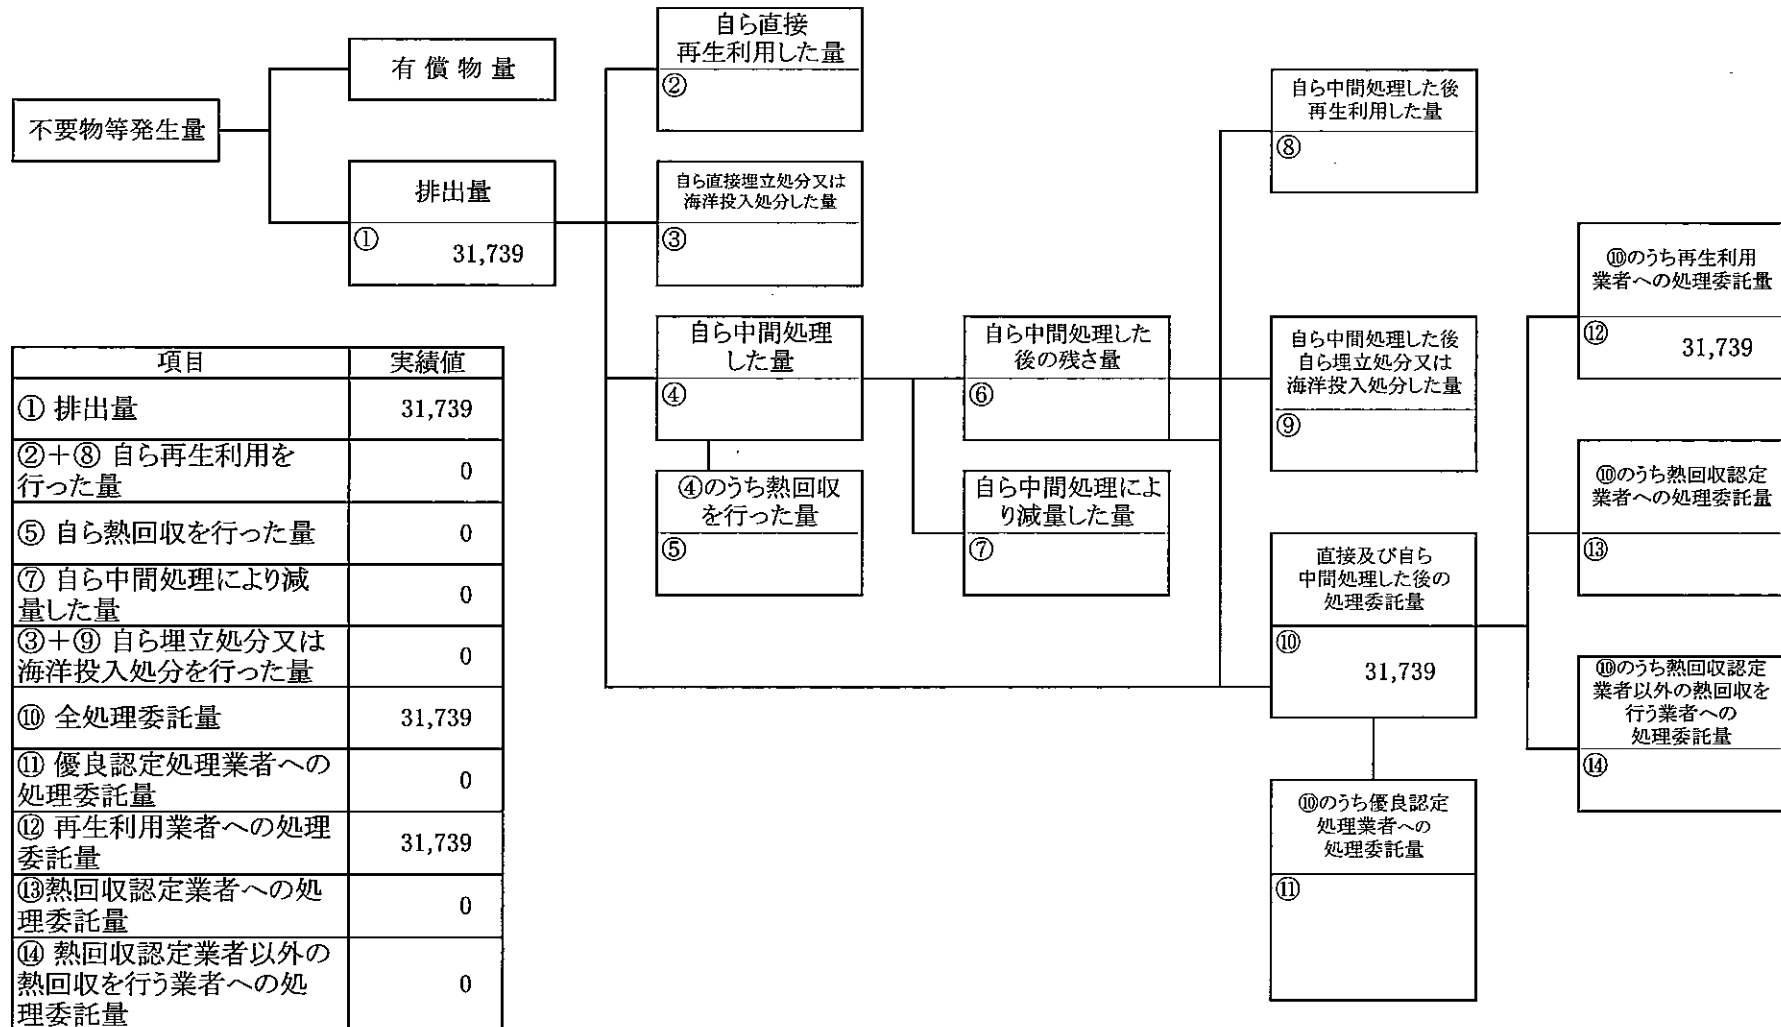 不要物等発生量
有償物量
排出量
①
31,739
自ら直接
再生利用した量
②
自ら直接埋立処分又は
海洋投入処分した量
③
自ら中間処理
した量
④
④のうち熱回収
を行った量
⑤
自ら中間処理した
後の残さ量
⑥
自ら中間処理によ
り減量した量
⑦
自ら中間処理した後
再生利用した量
⑧
自ら中間処理した後
自ら埋立処分又は
海洋投入処分した量
⑨
直接及び自ら
中間処理した後の
処理委託量
⑩
31,739
⑩のうち優良認定
処理業者への
処理委託量
⑪
⑩のうち再生利用
業者への処理委託量
⑫
31,739
⑩のうち熱回収認定
業者への処理委託量
⑬
⑩のうち熱回収認定
業者以外の熱回収を
行う業者への
処理委託量
⑭
項目 実績値
① 排出量 31,739
②+⑧ 自ら再生利用を
行った量 0
⑤ 自ら熱回収を行った量 0
⑦ 自ら中間処理により減
量した量 0
③+⑨ 自ら埋立処分又は
海洋投入処分を行った量 0
⑩ 全処理委託量 31,739
⑪ 優良認定処理業者への
処理委託量 0
⑫ 再生利用業者への処理
委託量 31,739
⑬熱回収認定業者への処
理委託量 0
⑭ 熱回収認定業者以外の
熱回収を行う業者への処
理委託量 0